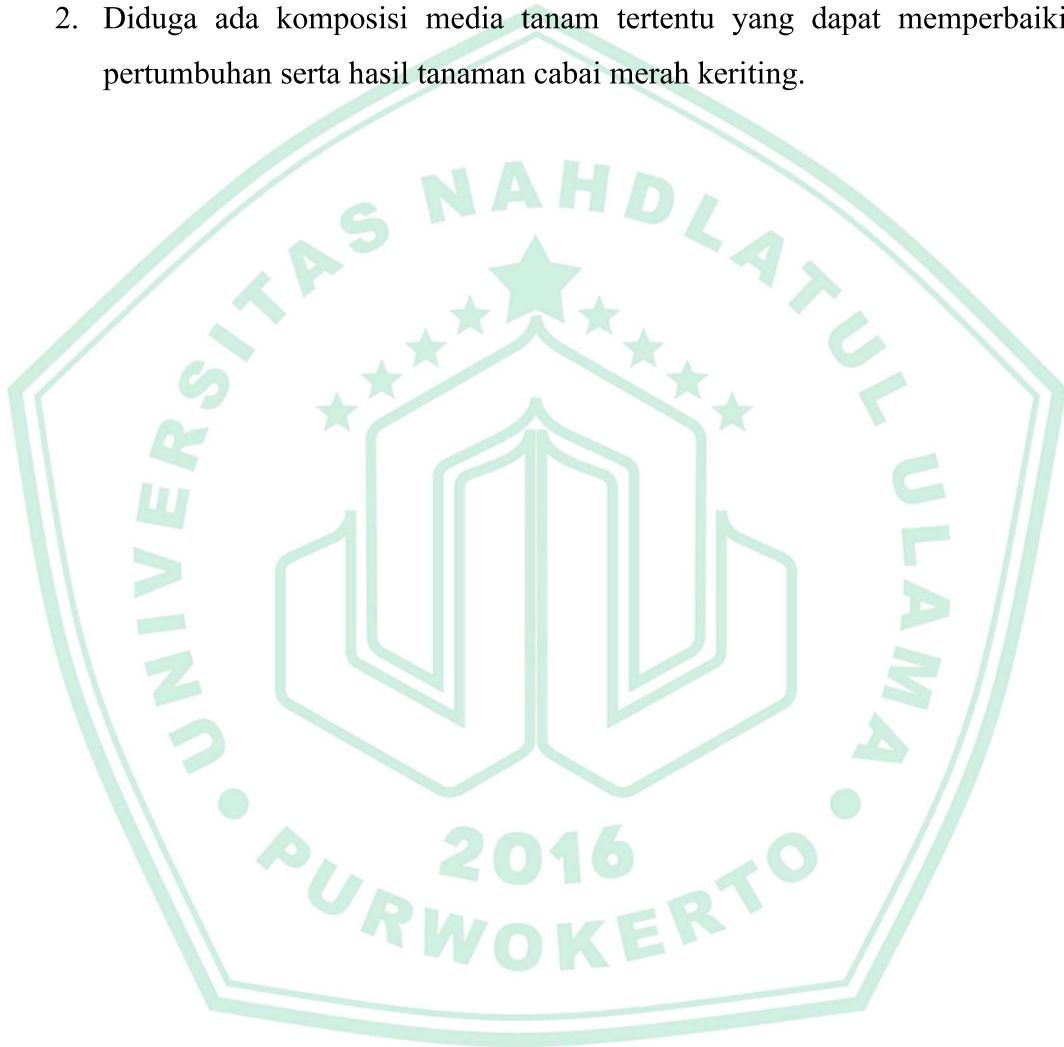 2. Diduga ada komposisi media tanam tertentu yang dapat memperbaiki
pertumbuhan serta hasil tanaman cabai merah keriting.
UNIVERSITAS NAHDLATUL ULAMA
2016
PURWOKERTO